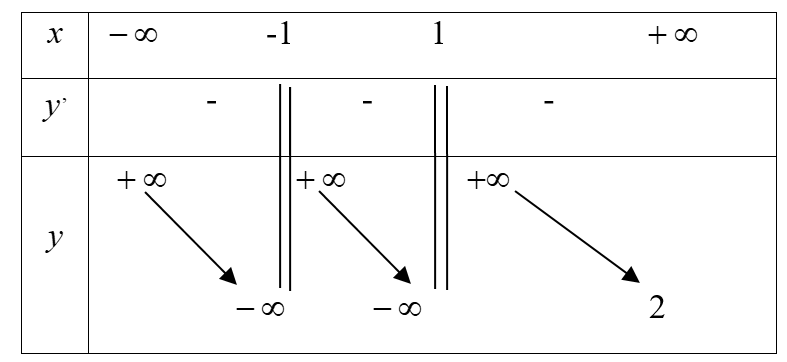 x − ∞ -1 1 + ∞
y’ - - -
+ ∞ + ∞ +∞
y
− ∞ − ∞ 2